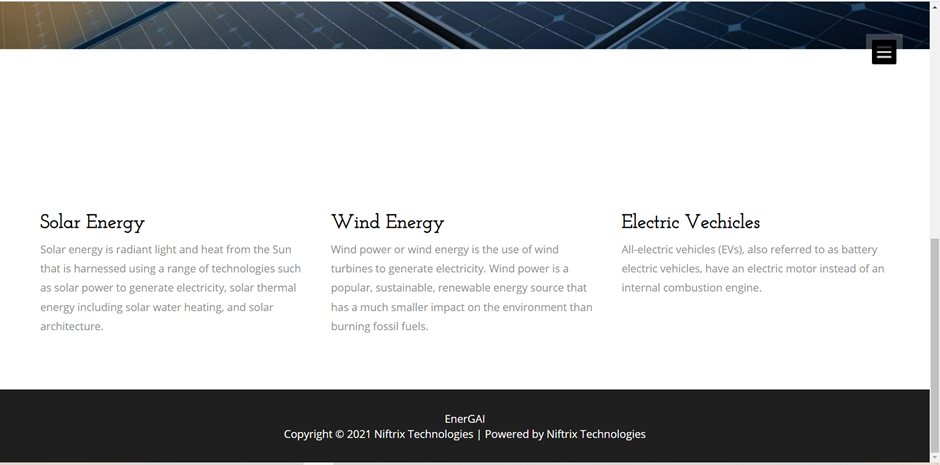 Solar Energy
Solar energy is radiant light and heat from the Sun
that is harnessed using a range of technologies such
as solar power to generate electricity, solar thermal
energy including solar water heating, and solar
architecture.
Wind Energy
Wind power or wind energy is the use of wind
turbines to generate electricity. Wind power is a
popular, sustainable, renewable energy source that
has a much smaller impact on the environment than
burning fossil fuels.
Electric Vechicles
All-electric vehicles (EVs), also referred to as battery
electric vehicles, have an electric motor instead of an
internal combustion engine.
EnerGAI
Copyright © 2021 Niftrix Technologies | Powered by Niftrix Technologies